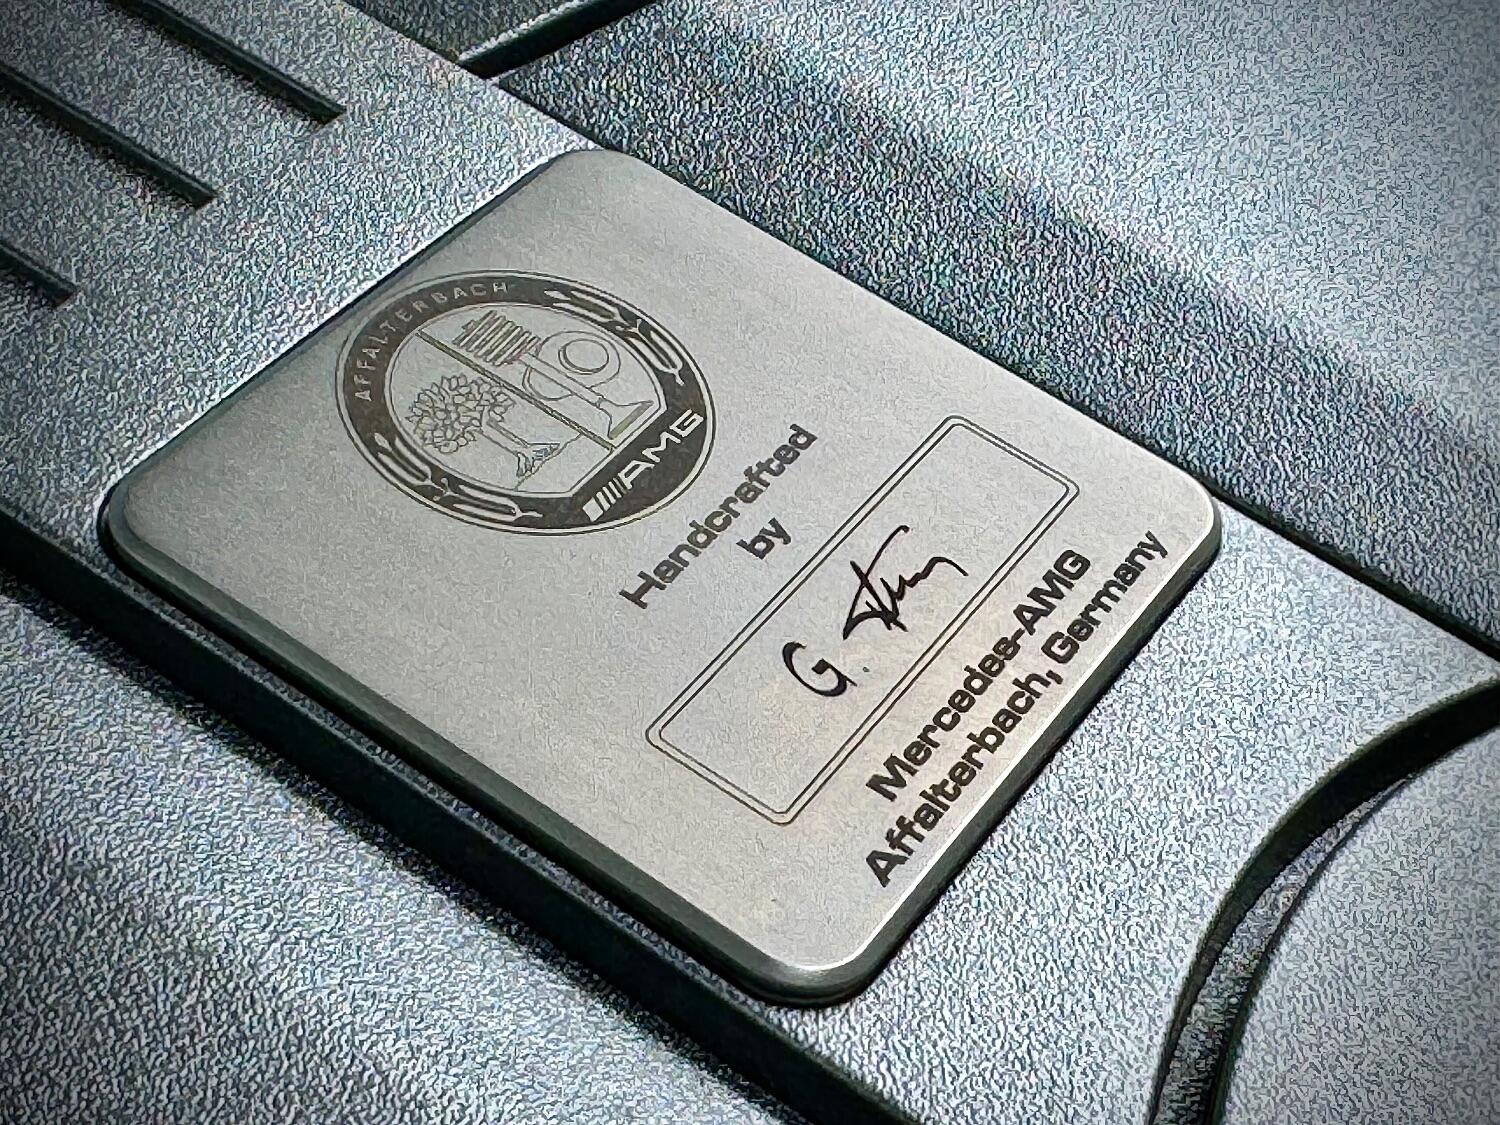 AFFALTERBACH
AMG
Handcrafted
by
G.
Mercedes-AMG
Affalterbach, Germany